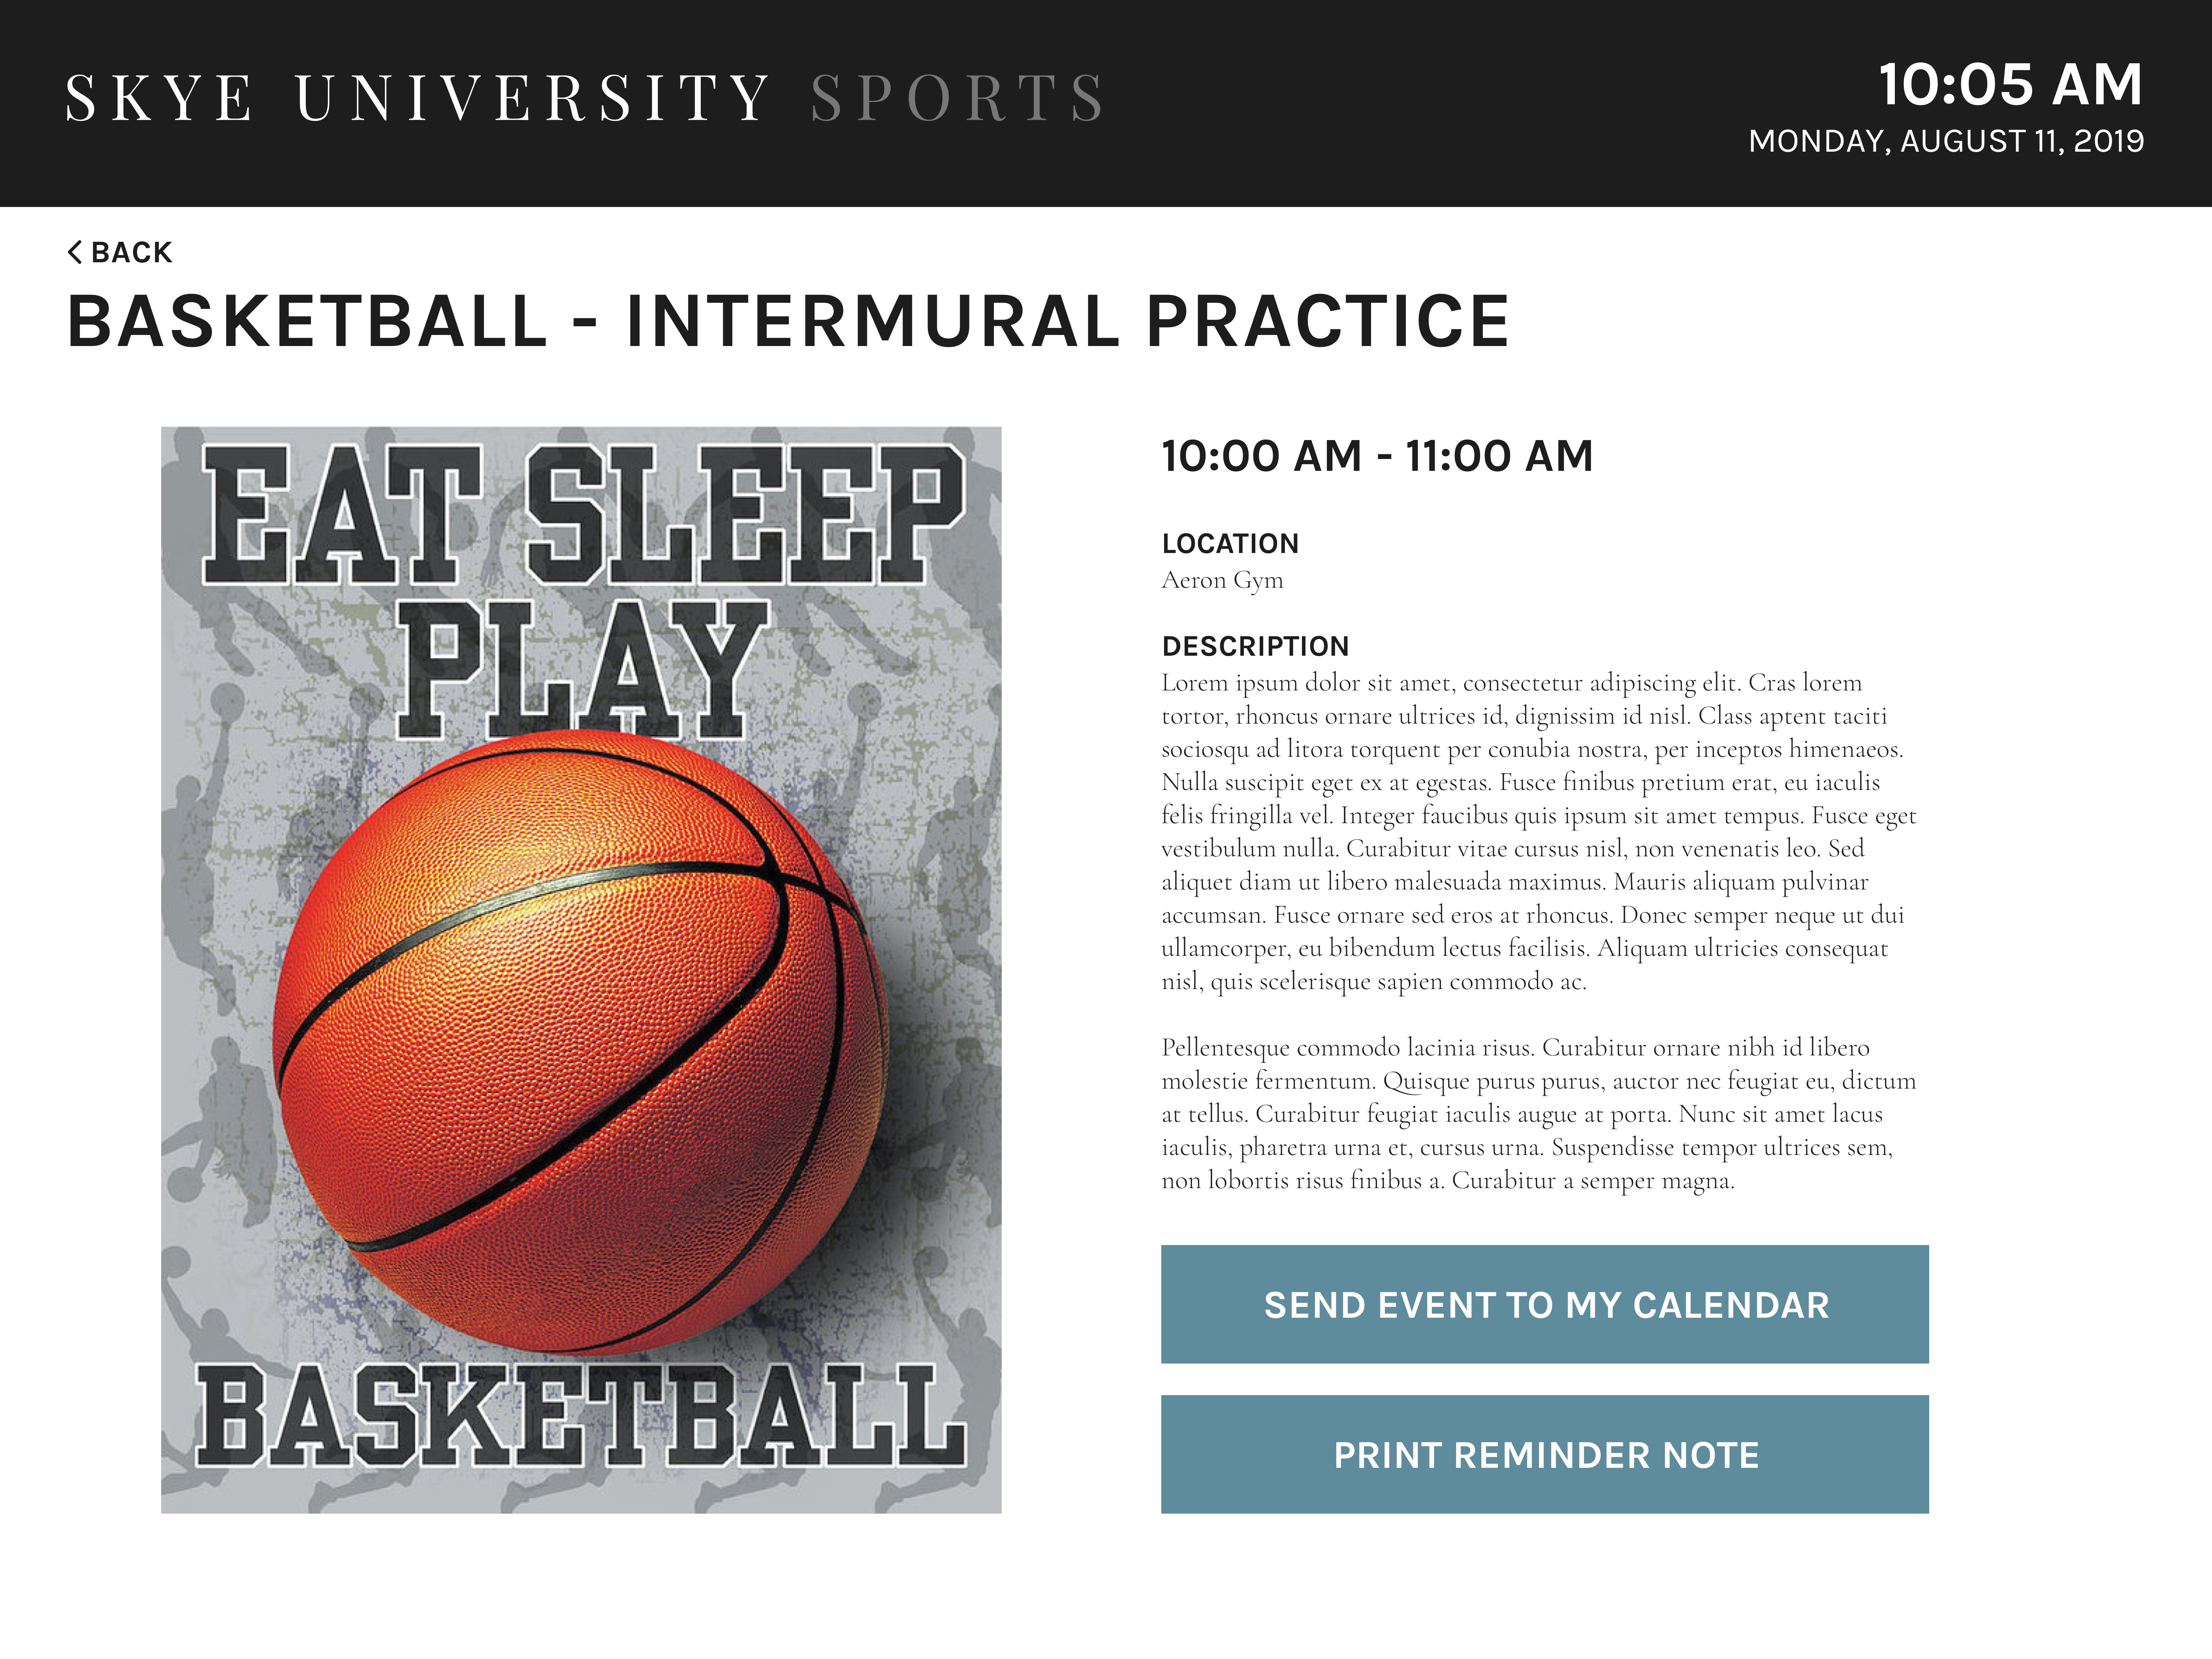 SKYE UNIVERSITY SPORTS
10:05 AM
MONDAY, AUGUST 11, 2019
BACK
BASKETBALL - INTERMURAL PRACTICE
EAT SLEEP
PLAY
BASKETBALL
10:00 AM - 11:00 AM
LOCATION
Aeron Gym
DESCRIPTION
Lorem ipsum dolor sit amet, consectetur adipiscing elit. Cras lorem
tortor, rhoncus ornare ultrices id, dignissim id nisl. Class aptent taciti
sociosqu ad litora torquent per conubia nostra, per inceptos himenaeos.
Nulla suscipit eget ex at egestas. Fusce finibus pretium erat, eu iaculis
felis fringilla vel. Integer faucibus quis ipsum sit amet tempus. Fusce eget
vestibulum nulla. Curabitur vitae cursus nisl, non venenatis leo. Sed
aliquet diam ut libero malesuada maximus. Mauris aliquam pulvinar
accumsan. Fusce ornare sed eros at rhoncus. Donec semper neque ut dui
ullamcorper, eu bibendum lectus facilisis. Aliquam ultricies consequat
nisl, quis scelerisque sapien commodo ac.
Pellentesque commodo lacinia risus. Curabitur ornare nibh id libero
molestie fermentum. Quisque purus purus, auctor nec feugiat eu, dictum
at tellus. Curabitur feugiat iaculis augue at porta. Nunc sit amet lacus
iaculis, pharetra urna et, cursus urna. Suspendisse tempor ultrices sem,
non lobortis risus finibus a. Curabitur a semper magna.
SEND EVENT TO MY CALENDAR
PRINT REMINDER NOTE